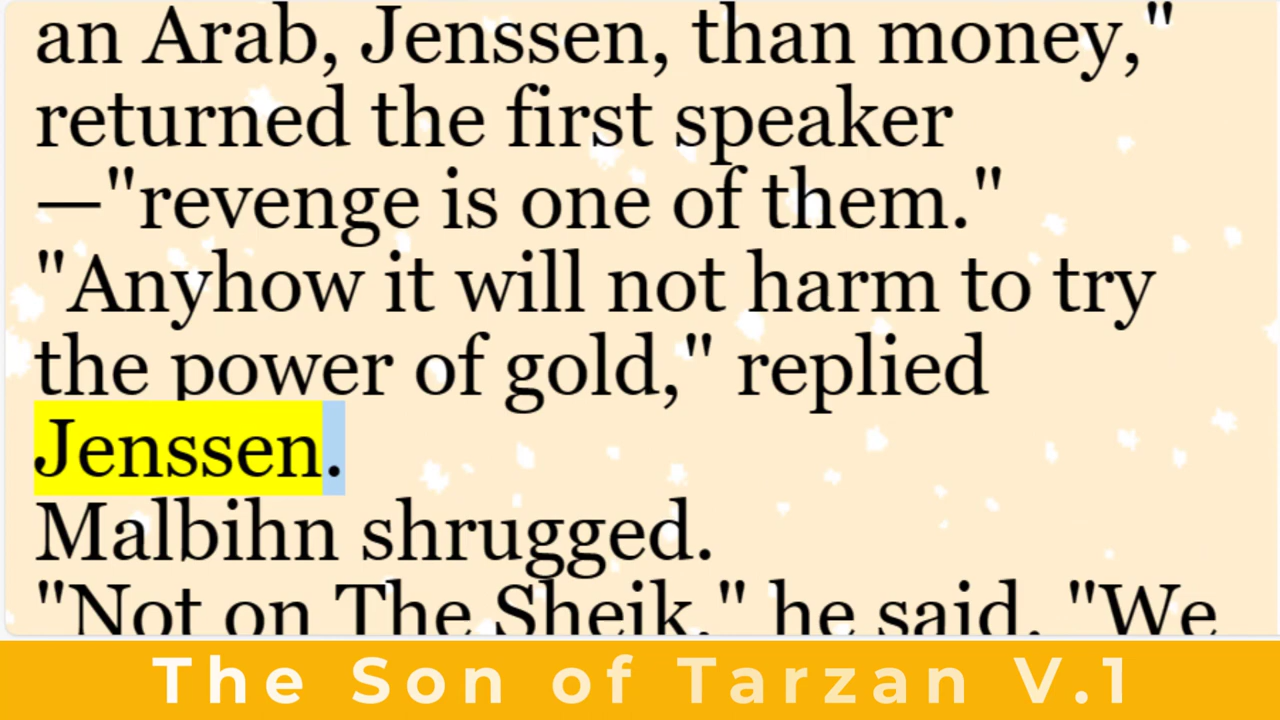 an Arab, Jenssen, than money,"
returned the first speaker
—"revenge is one of them."
"Anyhow it will not harm to try
the power of gold," replied
Jenssen.
Malbihn shrugged.
"Not on The Sheik," he said. "We
The Son of Tarzan V.1